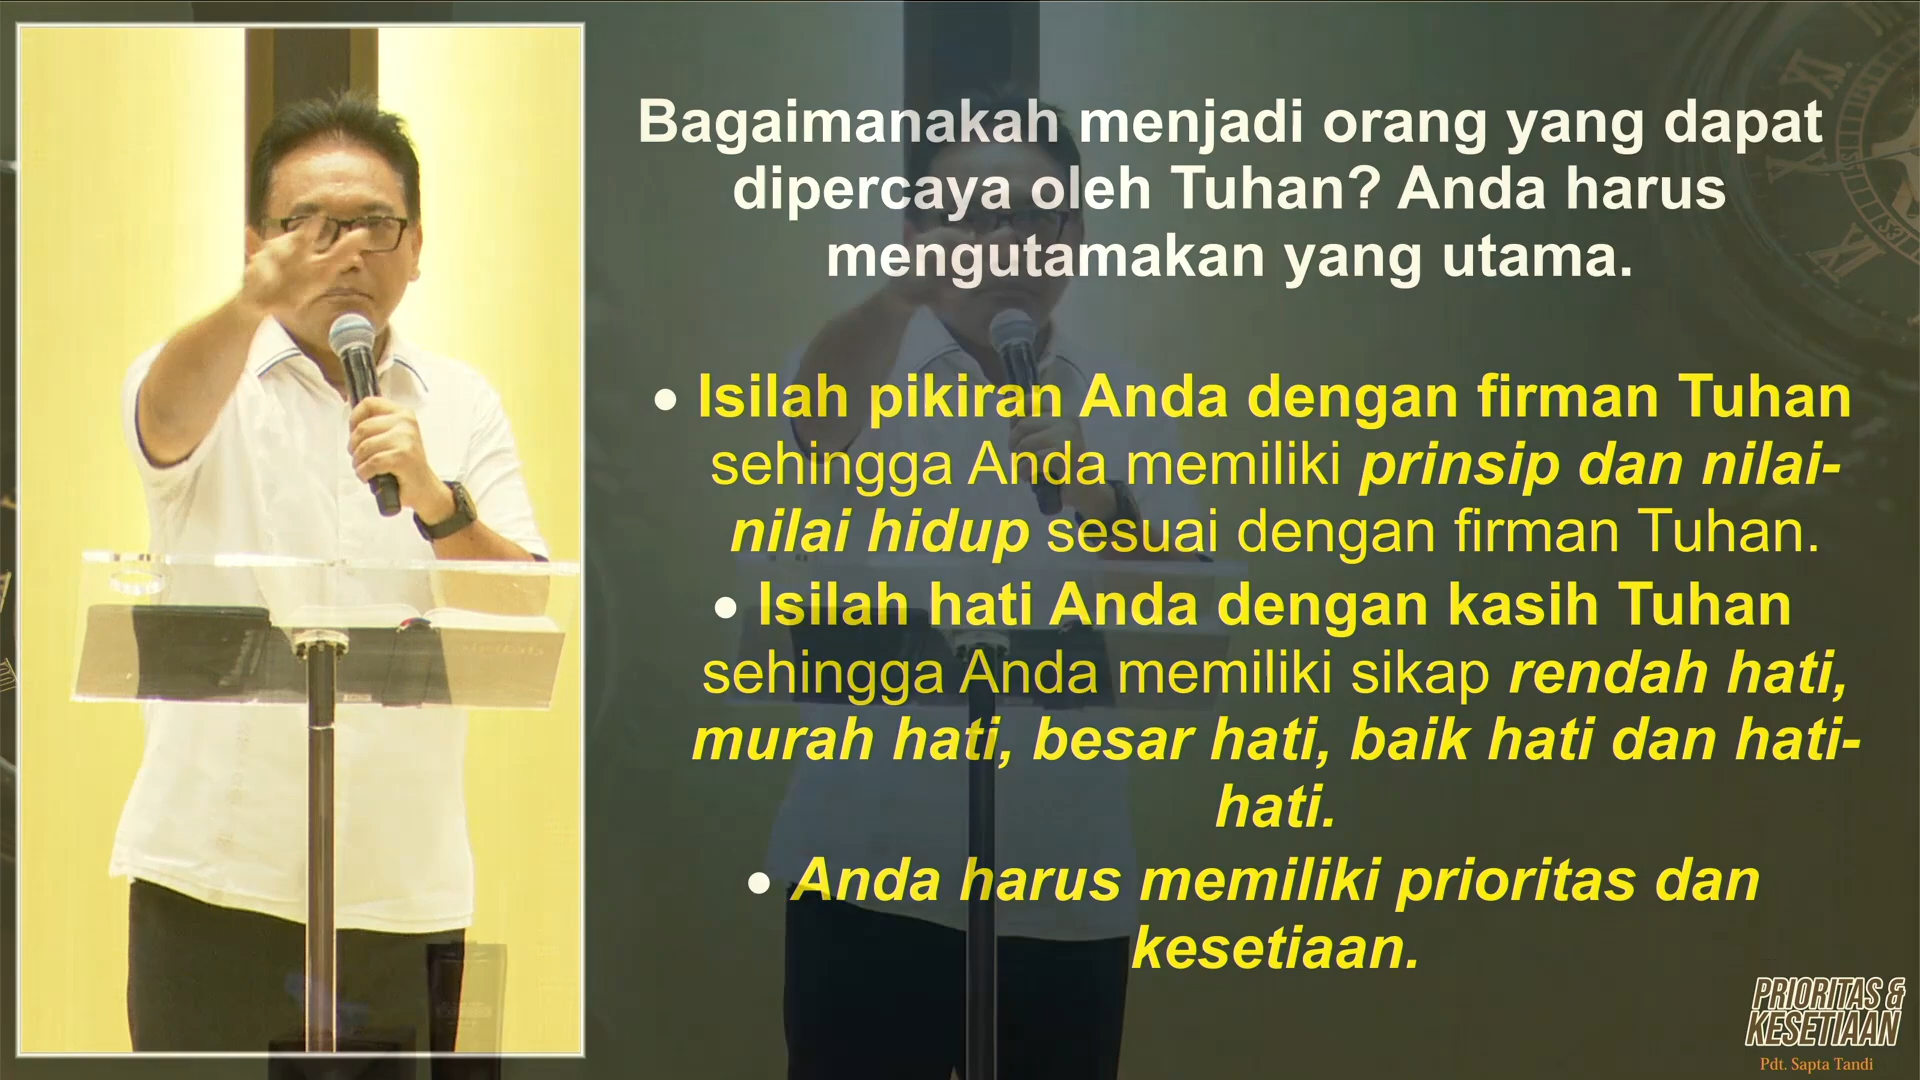 Bagaimanakah menjadi orang yang dapat
dipercaya oleh Tuhan? Anda harus
mengutamakan yang utama.
• Isilah pikiran Anda dengan firman Tuhan
sehingga Anda memiliki prinsip dan nilai-
nilai hidup sesuai dengan firman Tuhan.
• Isilah hati Anda dengan kasih Tuhan
sehingga Anda memiliki sikap rendah hati,
murah hati, besar hati, baik hati dan hati-
hati.
• Anda harus memiliki prioritas dan
kesetiaan.
PRIORITAS &
KESETIAAN
Pdt. Sapta Tandi